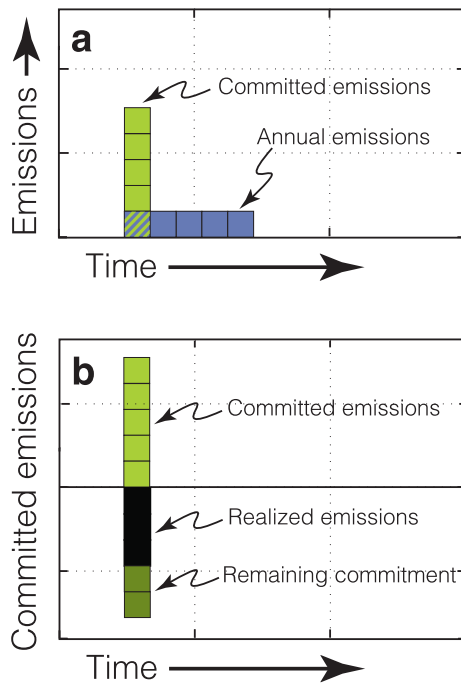 a
Committed emissions
Annual emissions
Emissions
Time
b
Committed emissions
Realized emissions
Remaining commitment
Committed emissions
Time